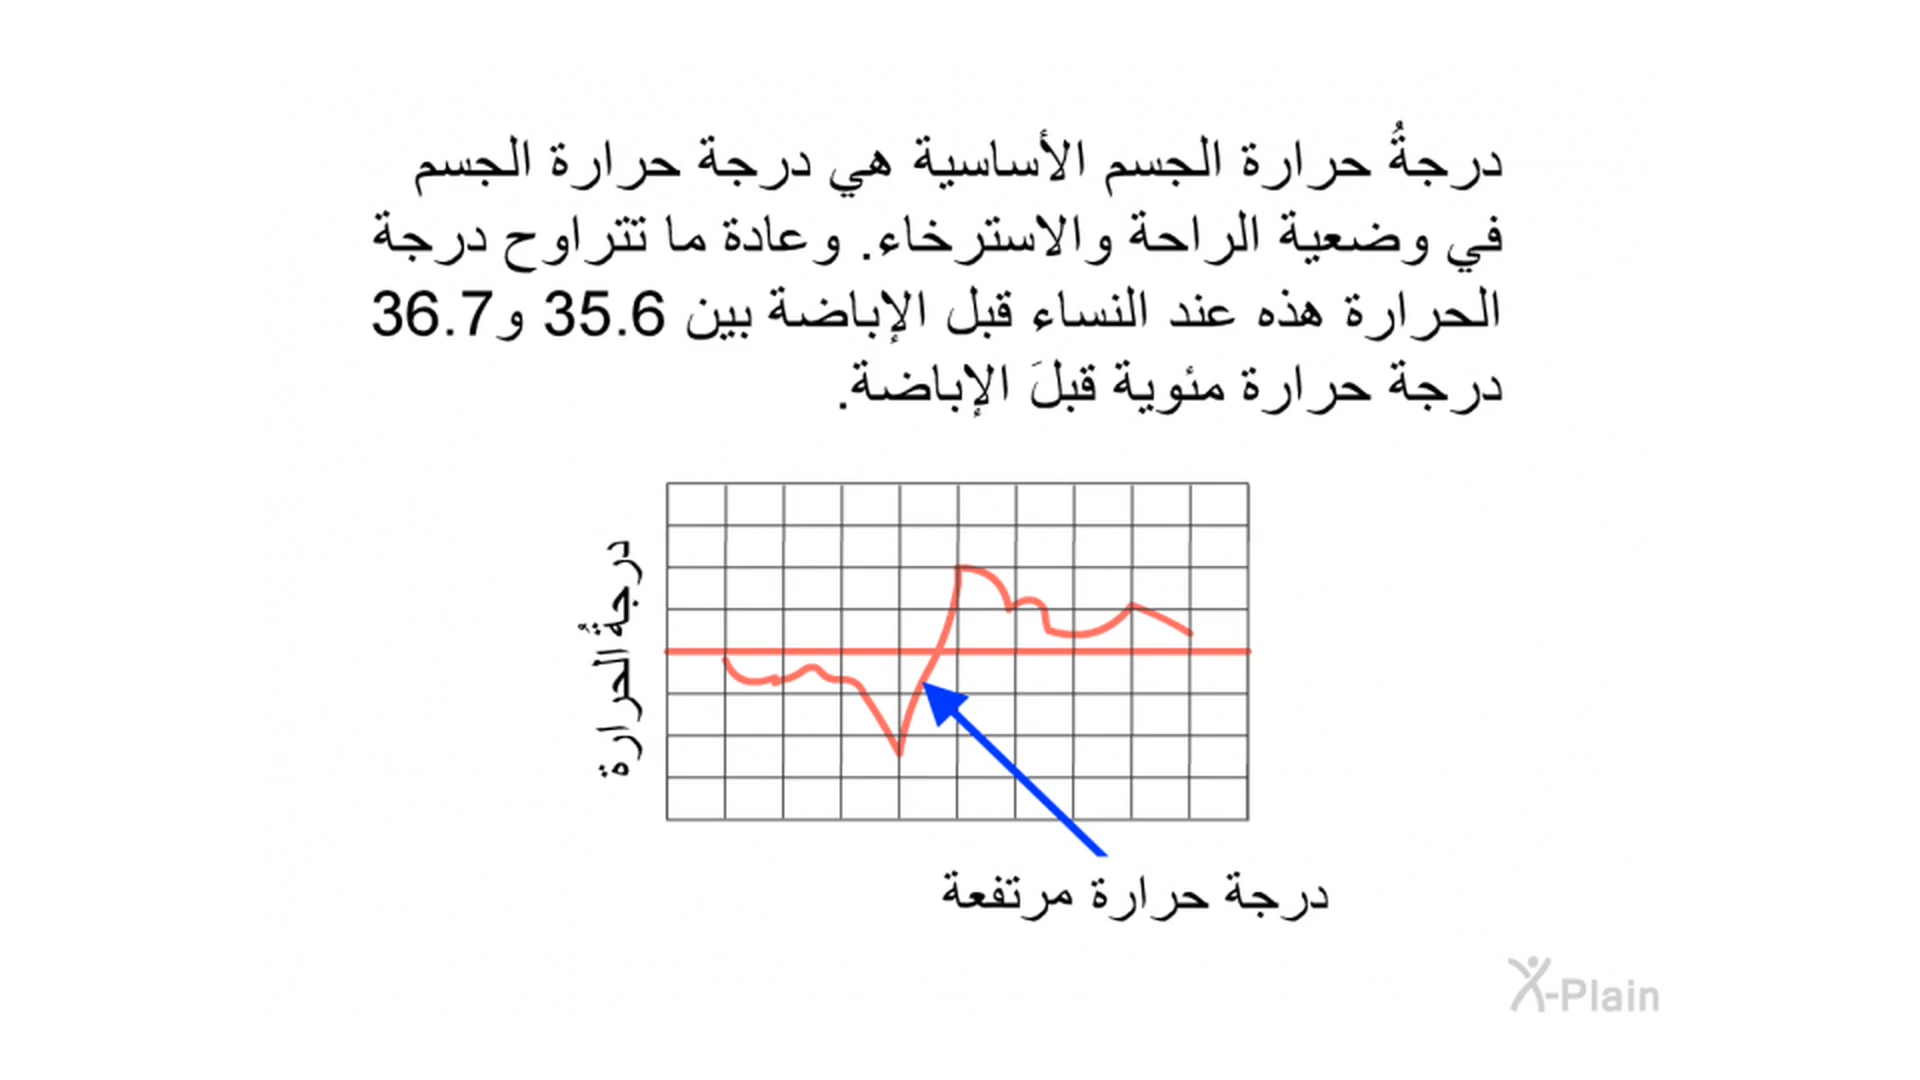 درجةُ حرارة الجسم الأساسية هي درجة حرارة الجسم
في وضعية الراحة والاسترخاء. وعادة ما تتراوح درجة
الحرارة هذه عند النساء قبل الإباضة بين 35.6 و36.7
درجة حرارة مئوية قبلَ الإباضة.
درجةُ الحرارة
درجة حرارة مرتفعة
X-Plain